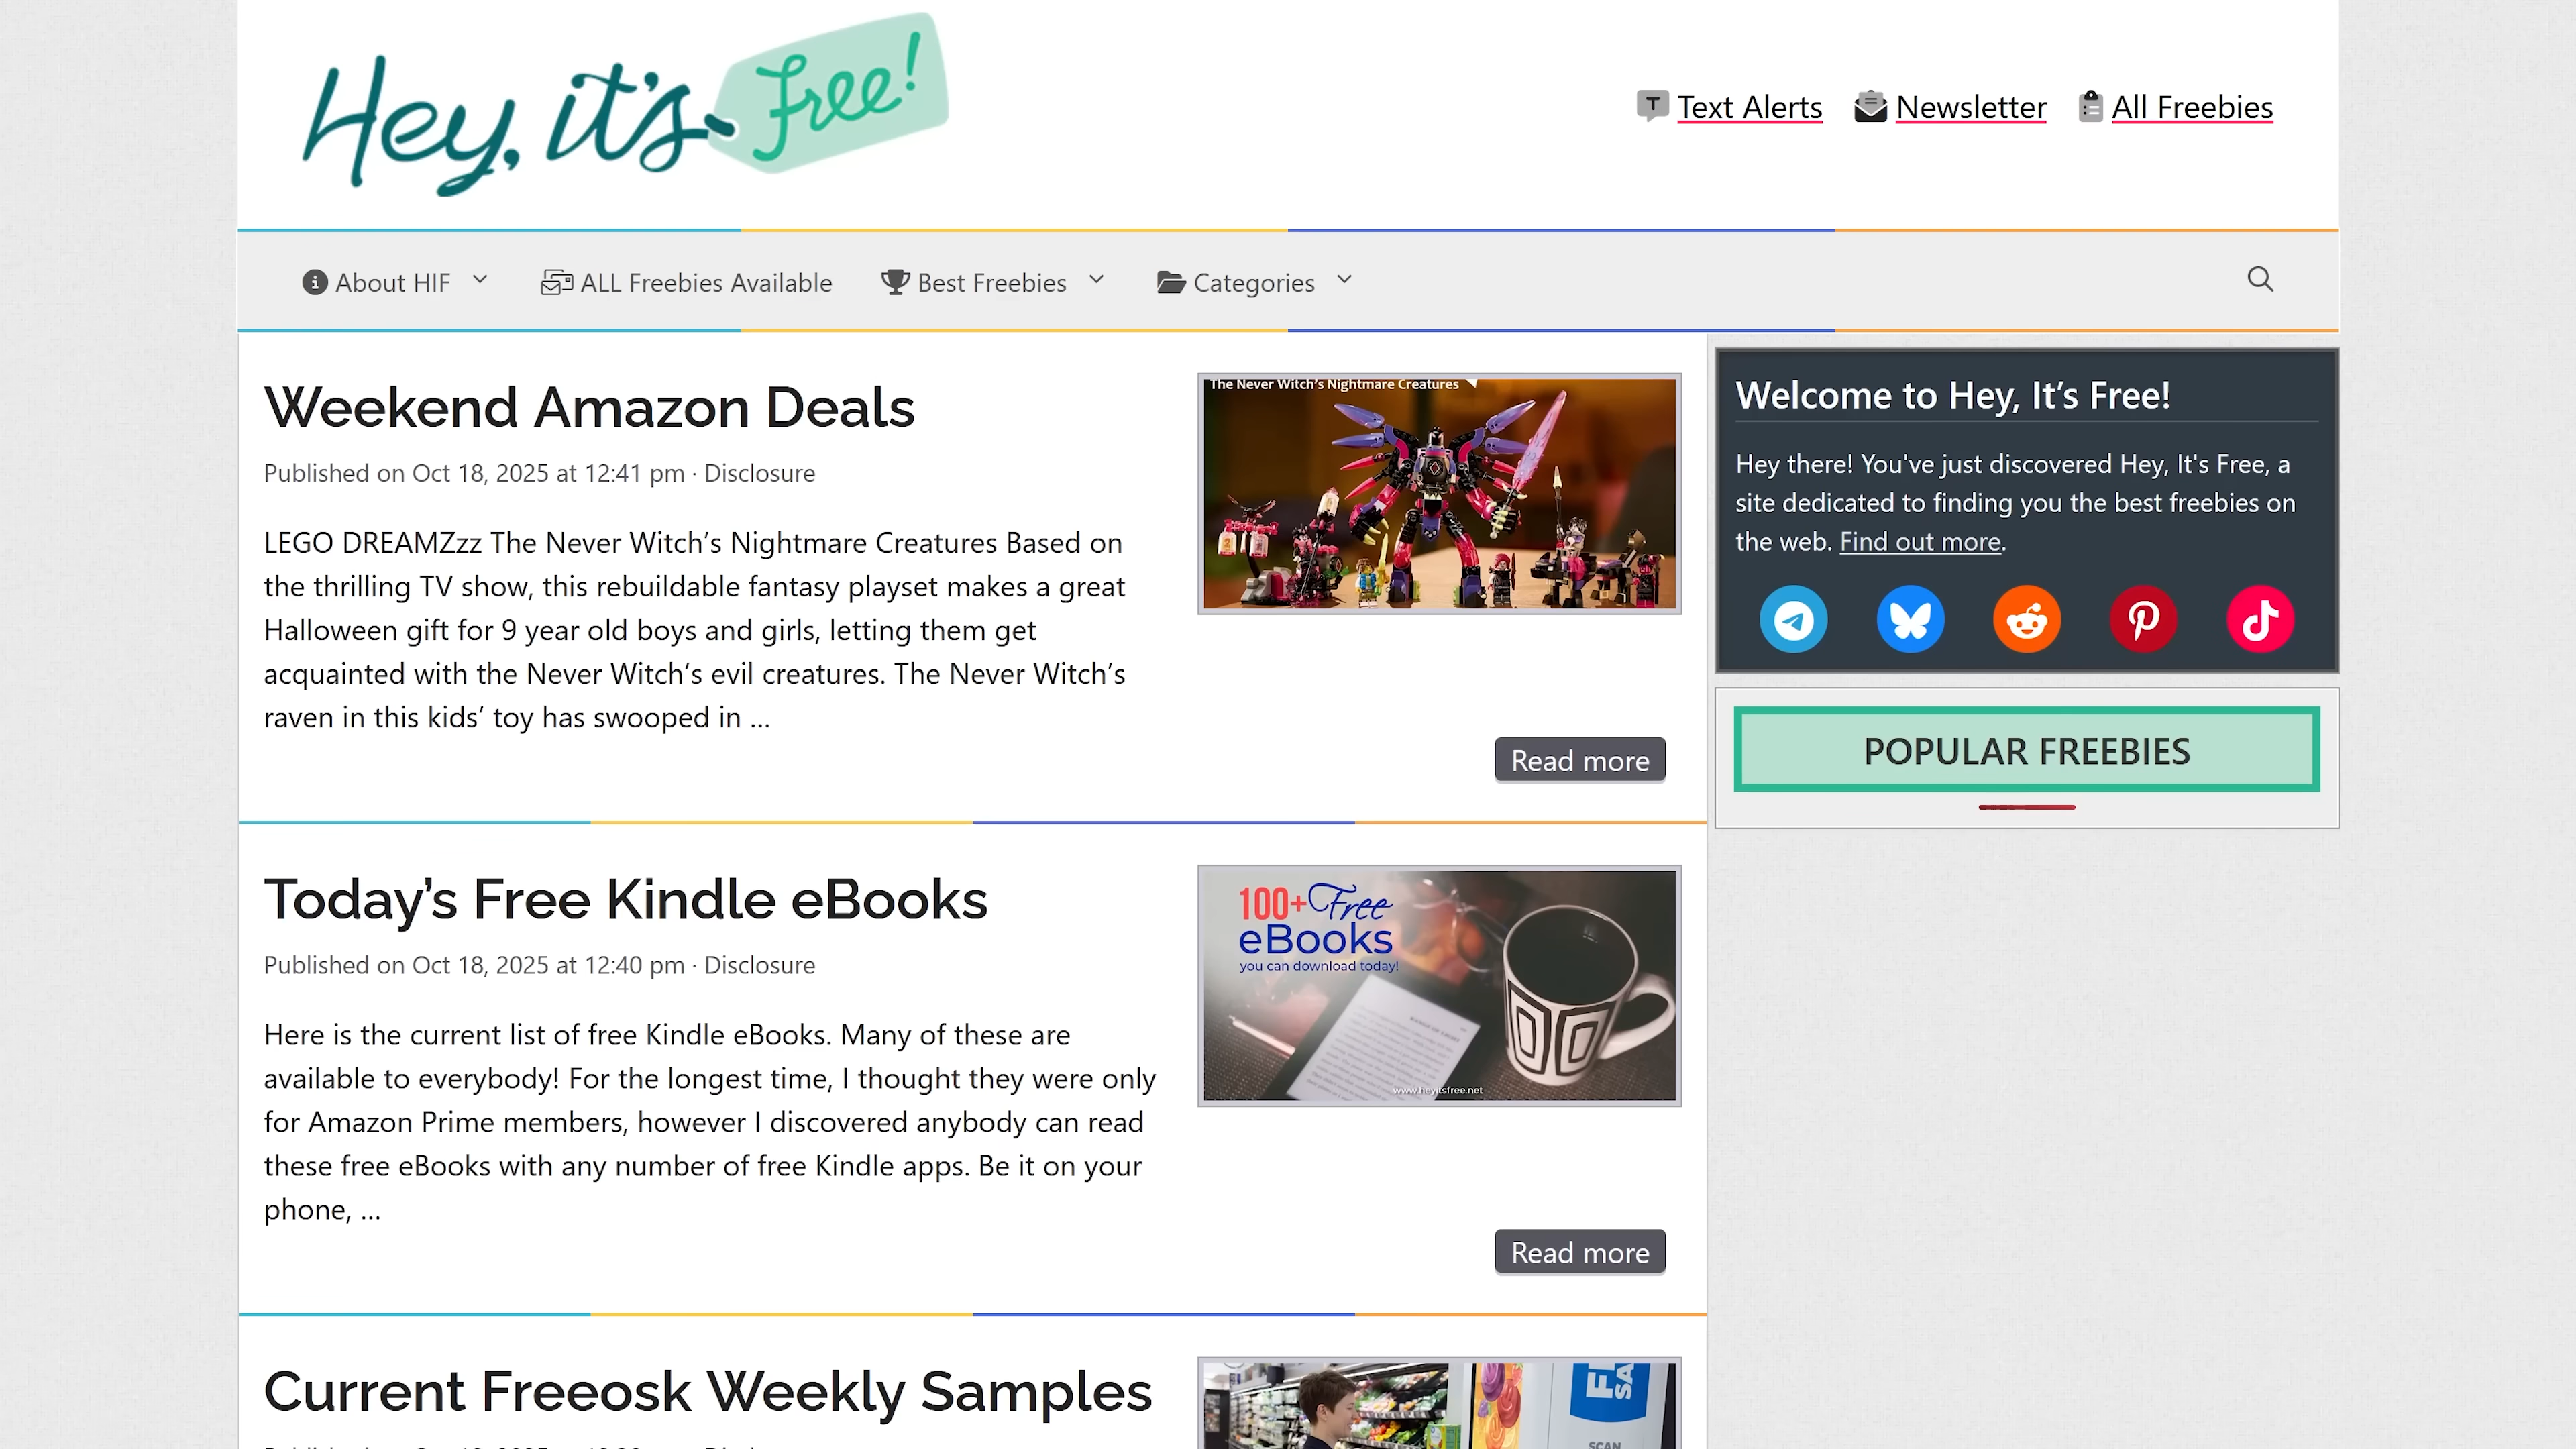 Hey, it's Free!
Text Alerts
Newsletter
All Freebies
About HIF
ALL Freebies Available
Best Freebies
Categories
Weekend Amazon Deals
Published on Oct 18, 2025 at 12:41 pm · Disclosure
LEGO DREAMZzz The Never Witch’s Nightmare Creatures Based on
the thrilling TV show, this rebuildable fantasy playset makes a great
Halloween gift for 9 year old boys and girls, letting them get
acquainted with the Never Witch’s evil creatures. The Never Witch’s
raven in this kids’ toy has swooped in ...
The Never Witch’s Nightmare Creatures
Read more
Today’s Free Kindle eBooks
Published on Oct 18, 2025 at 12:40 pm · Disclosure
Here is the current list of free Kindle eBooks. Many of these are
available to everybody! For the longest time, I thought they were only
for Amazon Prime members, however I discovered anybody can read
these free eBooks with any number of free Kindle apps. Be it on your
phone, ...
100+ Free
eBooks
you can download today!
www.heyitsfree.net
Read more
Current Freeosk Weekly Samples
SCAN
Welcome to Hey, It’s Free!
Hey there! You've just discovered Hey, It's Free, a
site dedicated to finding you the best freebies on
the web. Find out more.
POPULAR FREEBIES